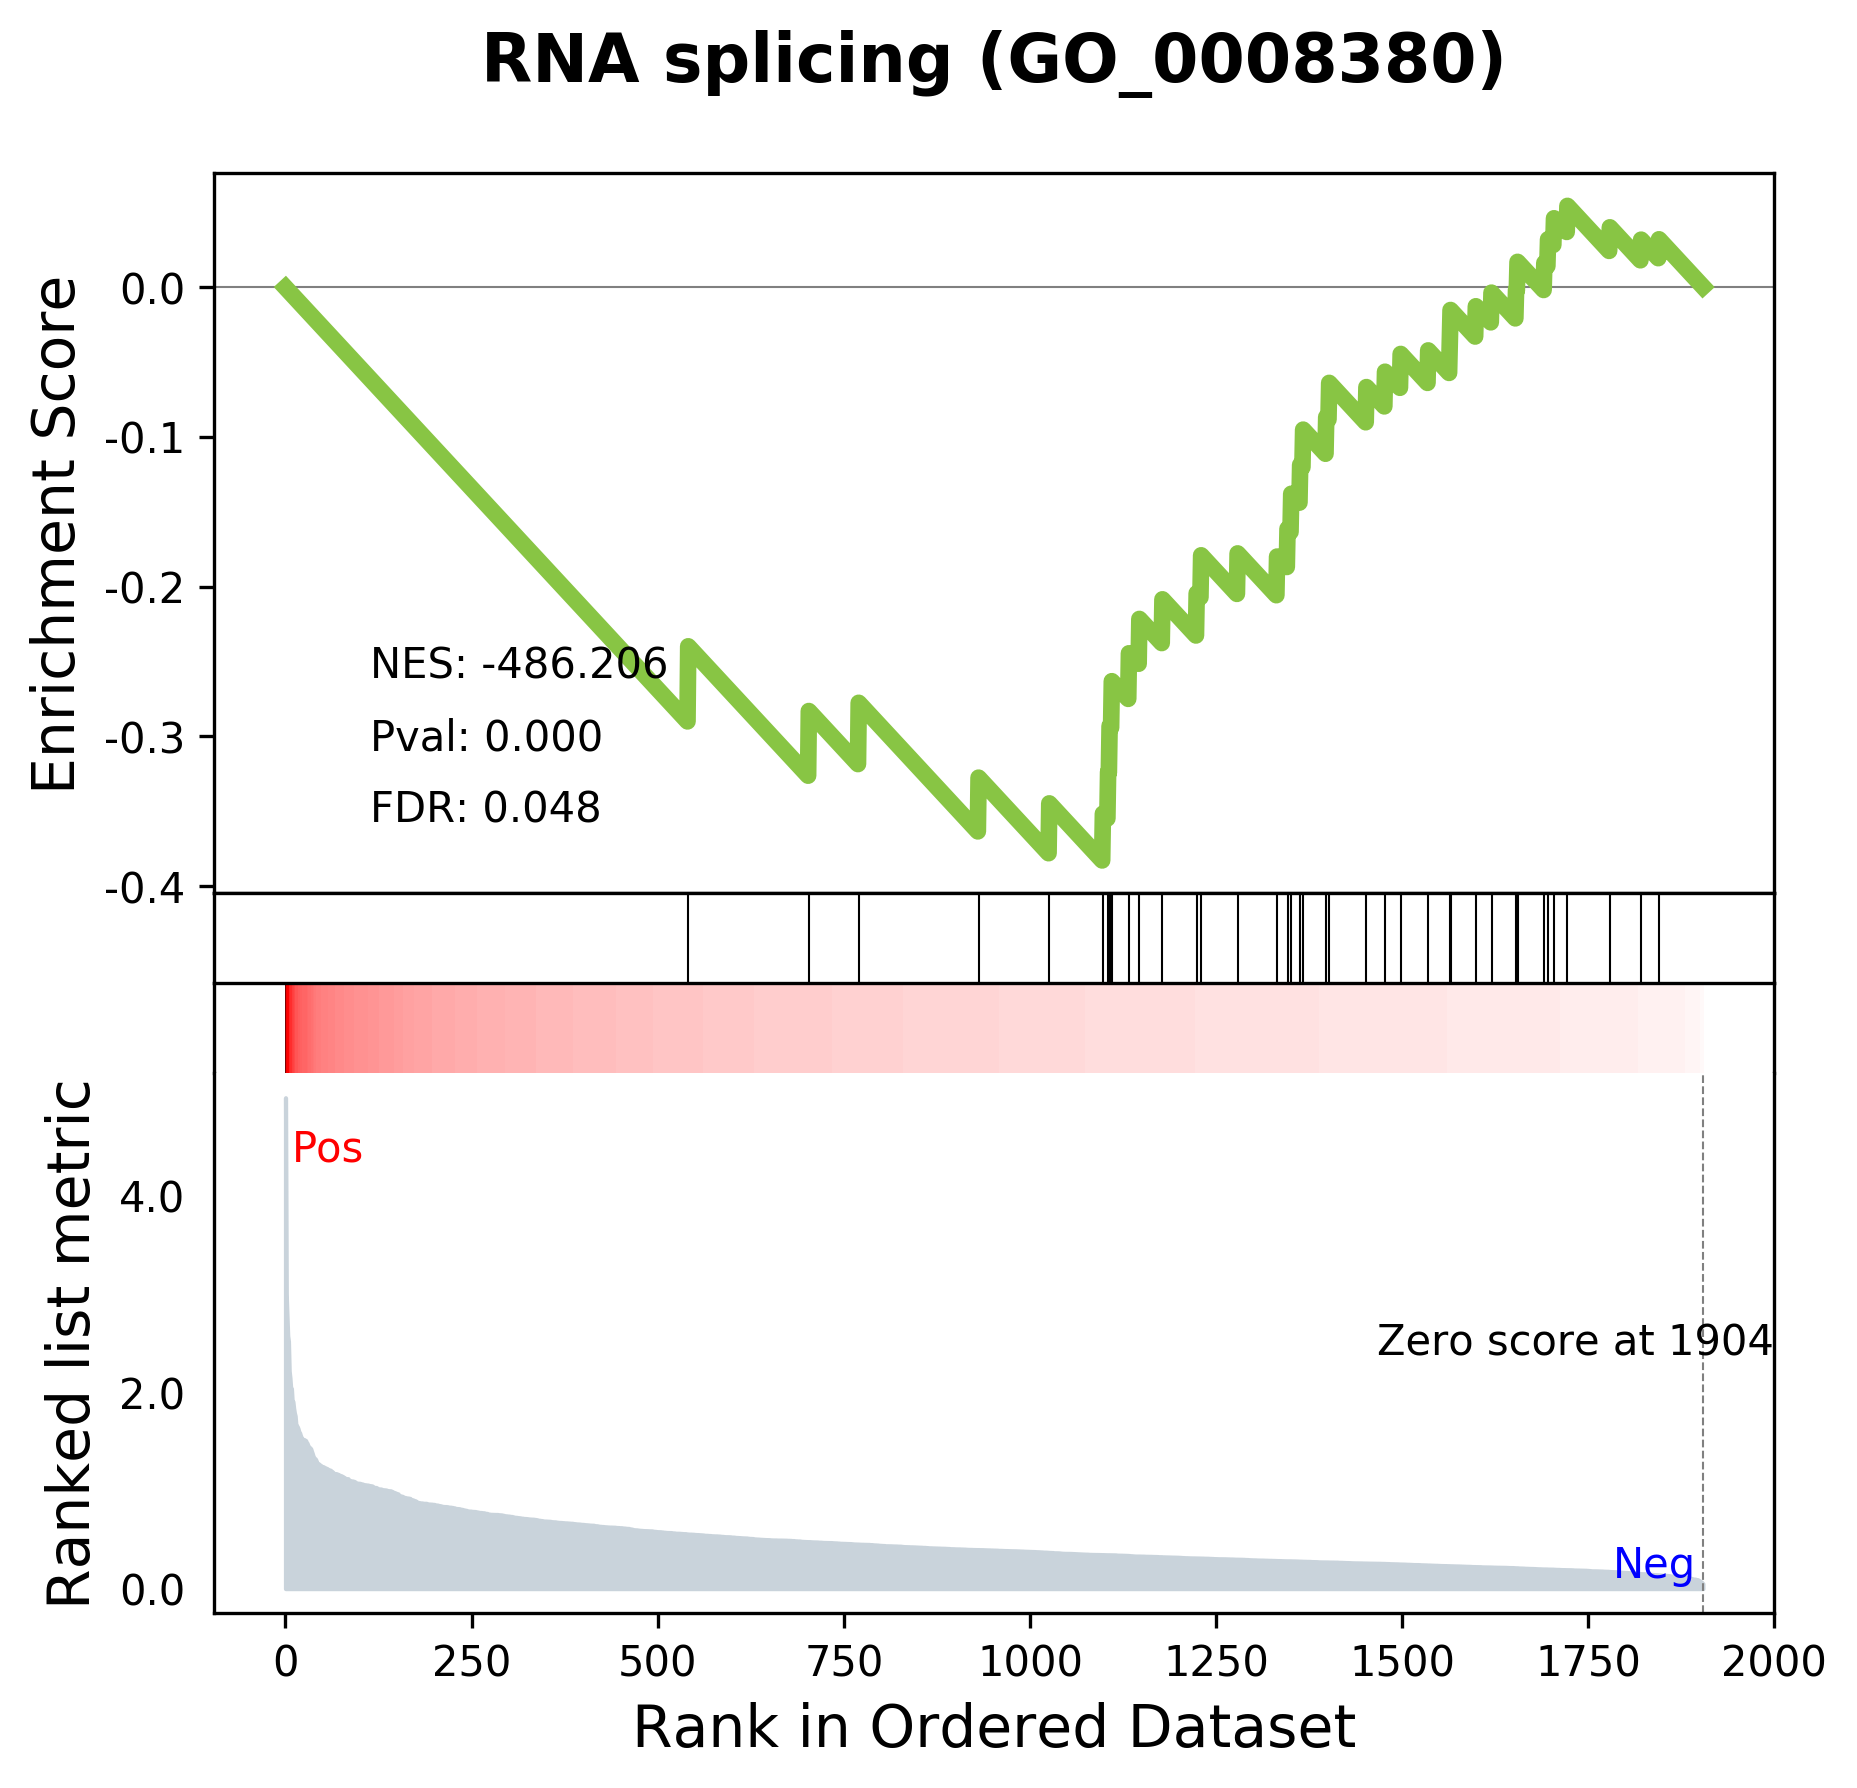 RNA splicing (GO_0008380)
Enrichment Score
0.0
-0.1
-0.2
-0.3
-0.4
NES: -486.206
Pval: 0.000
FDR: 0.048
Ranked list metric
Pos
4.0
2.0
0.0
Zero score at 1904
Neg
0 250 500 750 1000 1250 1500 1750 2000
Rank in Ordered Dataset